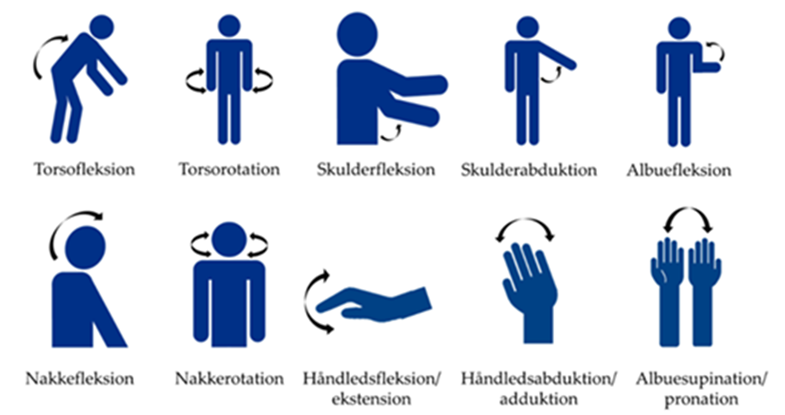 Torsofleksion
Torsorotation
Skulderfleksion
Skulderabduktion
Albuefleksion
Nakkefleksion
Nakkerotation
Håndledsfleksion/
ekstension
Håndledsabduktion/
adduktion
Albuesupination/
pronation